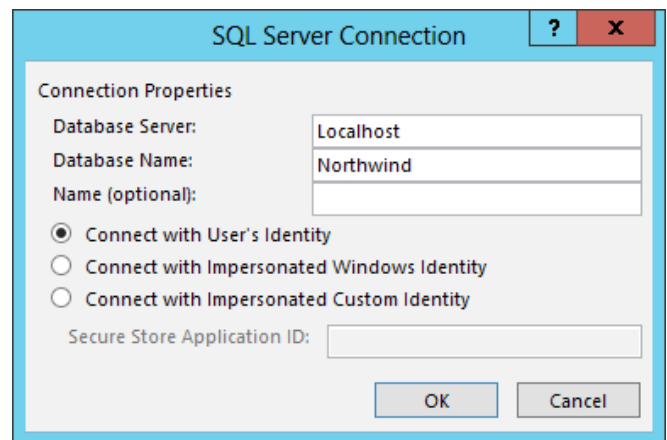 SQL Server Connection ? x
Connection Properties
Database Server: Localhost
Database Name: Northwind
Name (optional):
Connect with User's Identity
Connect with Impersonated Windows Identity
Connect with Impersonated Custom Identity
Secure Store Application ID:
OK Cancel